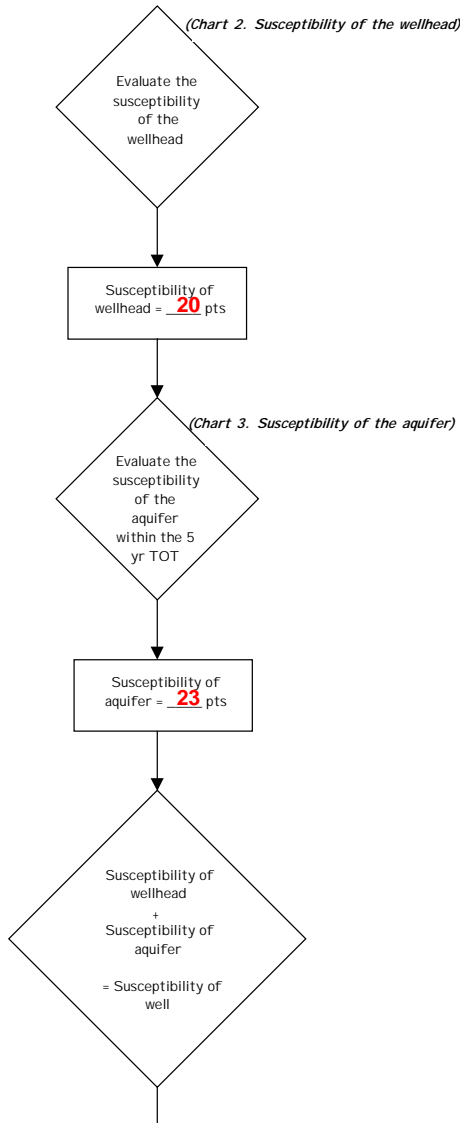 (Chart 2. Susceptibility of the wellhead)
Evaluate the
susceptibility
of the
wellhead
Susceptibility of
wellhead = 20 pts
(Chart 3. Susceptibility of the aquifer)
Evaluate the
susceptibility
of the
aquifer
within the 5
yr TOT
Susceptibility of
aquifer = 23 pts
Susceptibility of
wellhead
+
Susceptibility of
aquifer
= Susceptibility of
well